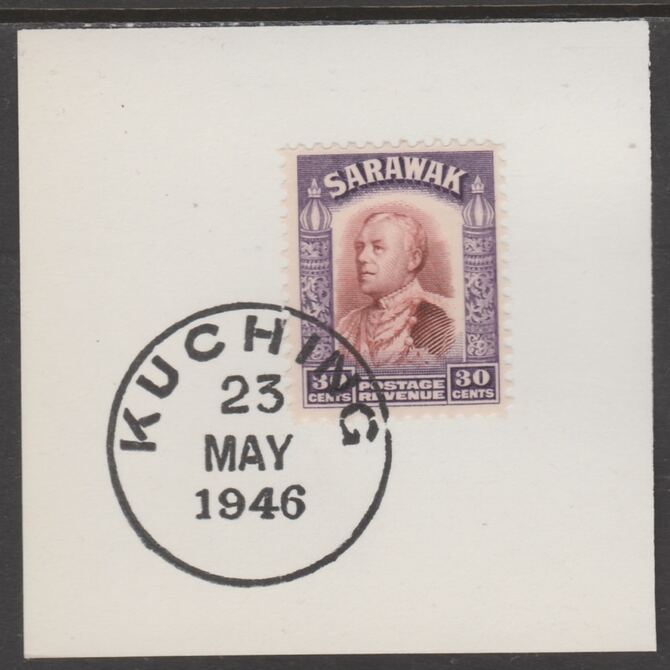 SARAWAK
30 CENTS
POSTAGE REVENUE
30 CENTS
KUCHING
23
MAY
1946